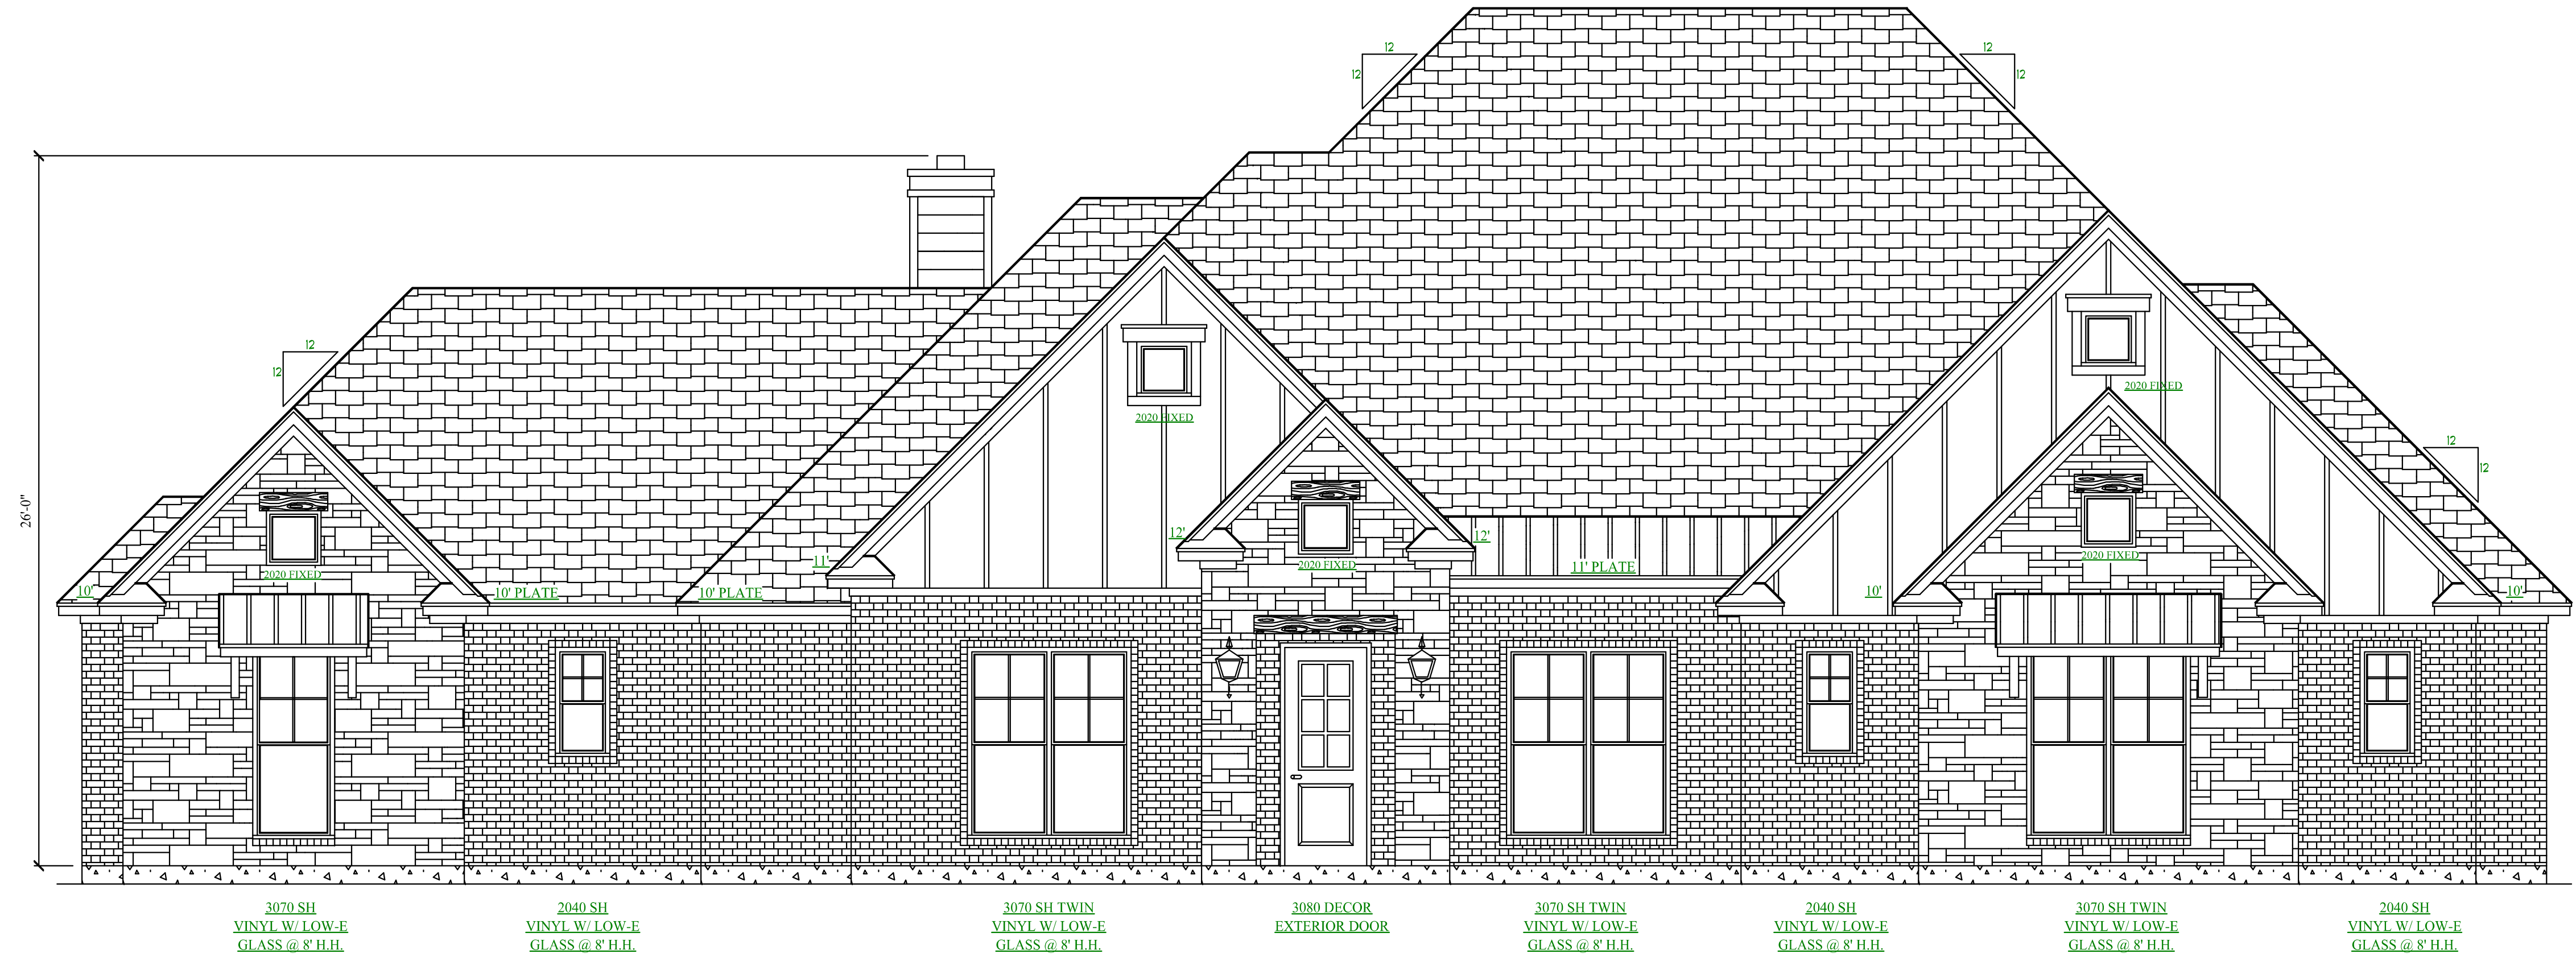 12
12
12
12
26'-0"
12
12
12
12
2020 FIXED
2020 FIXED
12'
12'
11'
11' PLATE
2020 FIXED
2020 FIXED
2020 FIXED
10'
10' PLATE
10' PLATE
10'
10'
3070 SH
VINYL W/ LOW-E
GLASS @ 8' H.H.
2040 SH
VINYL W/ LOW-E
GLASS @ 8' H.H.
3070 SH TWIN
VINYL W/ LOW-E
GLASS @ 8' H.H.
3080 DECOR
EXTERIOR DOOR
3070 SH TWIN
VINYL W/ LOW-E
GLASS @ 8' H.H.
2040 SH
VINYL W/ LOW-E
GLASS @ 8' H.H.
3070 SH TWIN
VINYL W/ LOW-E
GLASS @ 8' H.H.
2040 SH
VINYL W/ LOW-E
GLASS @ 8' H.H.